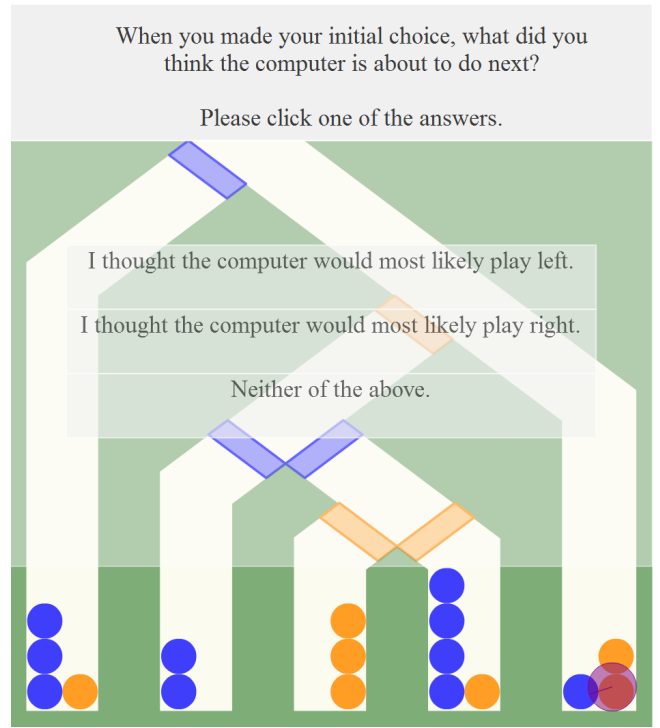 When you made your initial choice, what did you
think the computer is about to do next?
Please click one of the answers.
I thought the computer would most likely play left.
I thought the computer would most likely play right.
Neither of the above.